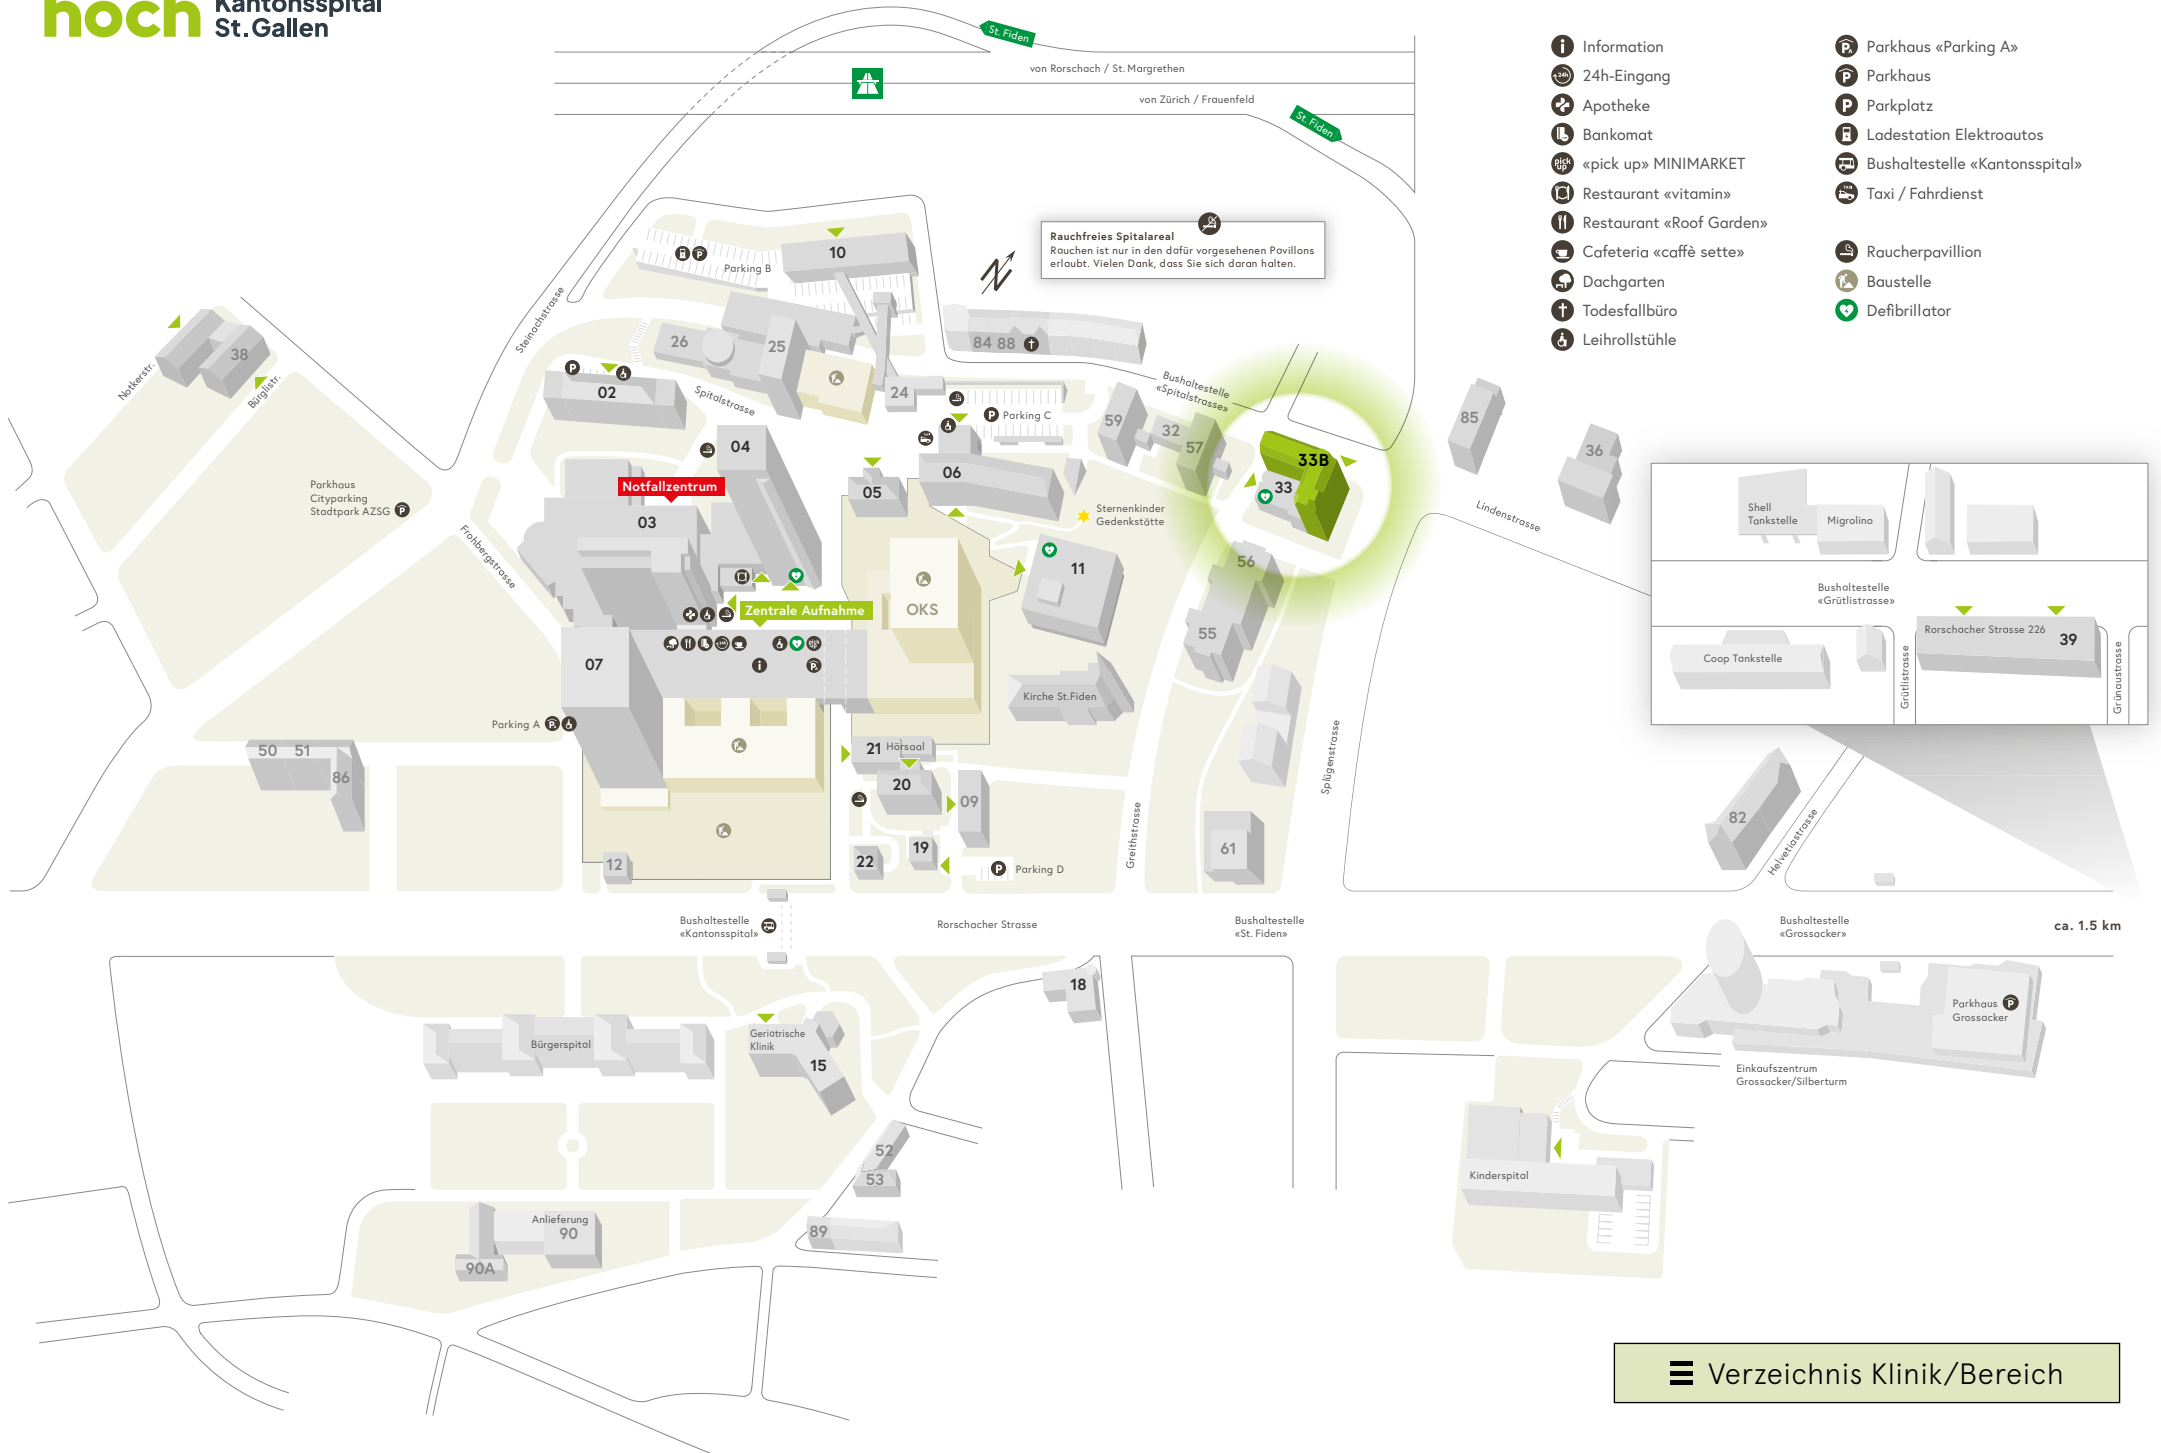 hoch Kantonsspital
St.Gallen
St. Fiden
von Rorschach / St. Margrethen
von Zürich / Frauenfeld
St. Fiden
Information
24h-Eingang
Apotheke
Bankomat
«pick up» MINIMARKET
Restaurant «vitamin»
Restaurant «Roof Garden»
Cafeteria «caffè sette»
Dachgarten
Todesfallbüro
Leihrollstühle
Parkhaus «Parking A»
Parkhaus
Parkplatz
Ladestation Elektroautos
Bushaltestelle «Kantonsspital»
Taxi / Fahrdienst
Raucherpavillion
Baustelle
Defibrillator
Rauchfreies Spitalareal
Rauchen ist nur in den dafür vorgesehenen Pavillons
erlaubt. Vielen Dank, dass Sie sich daran halten.
N
Parking B
10
Steinachstrasse
26
25
84 88
38
Notkerstr.
Bürglistr.
02
Spitalstrasse
24
Parking C
Bushaltestelle
«Spitalstrasse»
59
32
57
85
36
04
06
05
33B
33
Notfallzentrum
03
Parkhaus
Cityparking
Stadtpark AZSG
Frohbergstrasse
Sternenkinder
Gedenkstätte
Lindenstrasse
11
56
55
OKS
Zentrale Aufnahme
07
Kirche St.Fiden
Parking A
50 51
86
21 Hörsaal
20
09
19
22
12
Parking D
Greithstrasse
Splügenstrasse
61
82
Helvetiastrasse
Shell
Tankstelle
Migrolino
Bushaltestelle
«Grütlistrasse»
Rorschacher Strasse 226
39
Coop Tankstelle
Grütlistrasse
Grünaustrasse
Bushaltestelle
«Kantonsspital»
Rorschacher Strasse
Bushaltestelle
«St. Fiden»
Bushaltestelle
«Grossacker»
ca. 1.5 km
18
Bürgerspital
Geriatrische
Klinik
15
Parkhaus
Grossacker
Einkaufszentrum
Grossacker/Silberturm
52
53
89
Kinderspital
Anlieferung
90
90A
Verzeichnis Klinik/Bereich